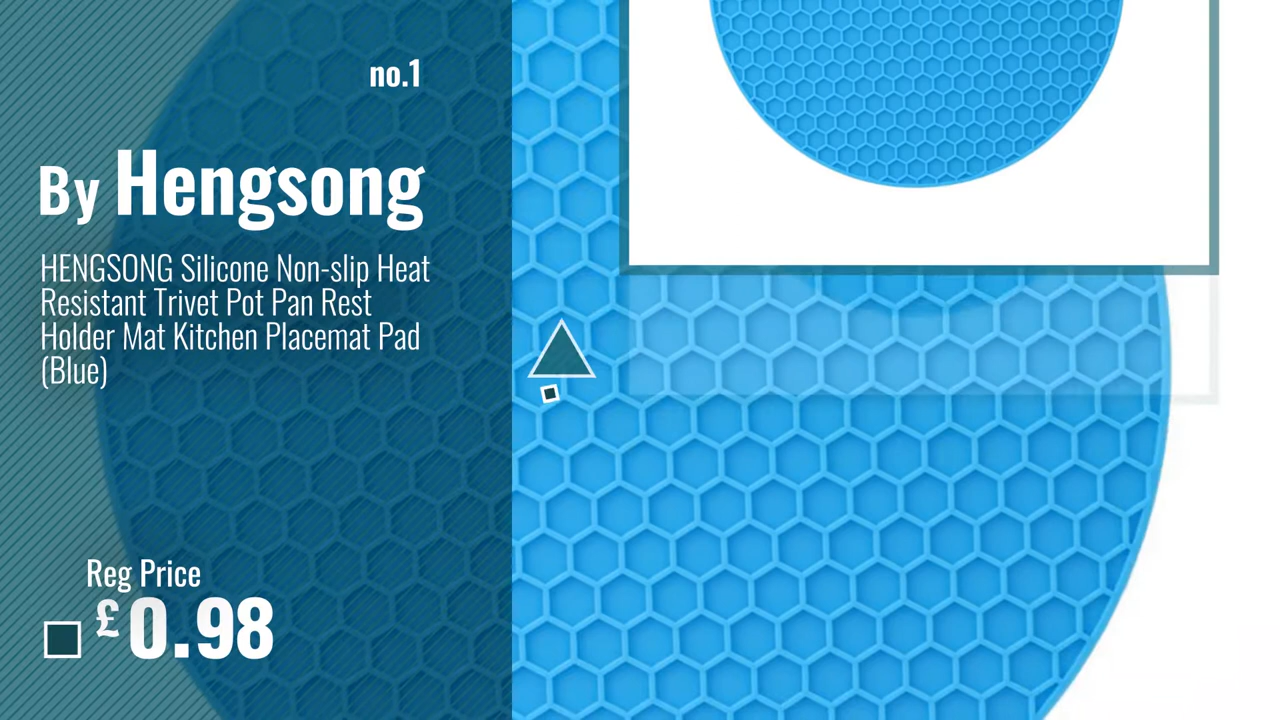 no.1
By Hengsong
HENGSONG Silicone Non-slip Heat
Resistant Trivet Pot Pan Rest
Holder Mat Kitchen Placemat Pad
(Blue)
Reg Price
£0.98